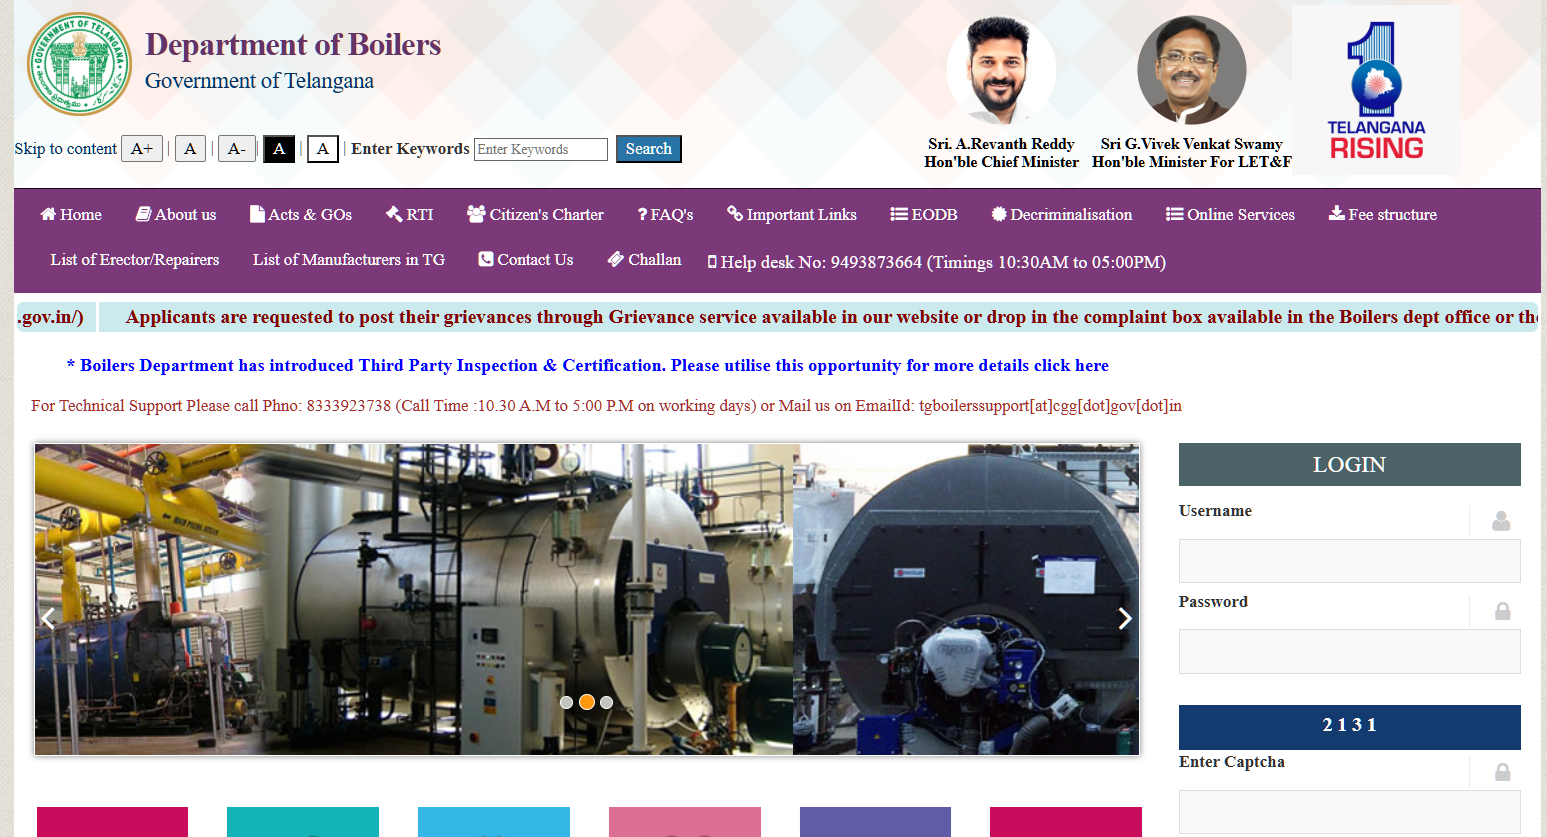 Department of Boilers
Government of Telangana
Skip to content A+ | A | A- | A | A | Enter Keywords Enter Keywords Search
Sri. A.Revanth Reddy
Hon'ble Chief Minister
Sri G.Vivek Venkat Swamy
Hon'ble Minister For LET&F
TELANGANA
RISING
Home About us Acts & GOs RTI Citizen's Charter ? FAQ's Important Links EODB Decriminalisation Online Services Fee structure
List of Erector/Repairers List of Manufacturers in TG Contact Us Challan Help desk No: 9493873664 (Timings 10:30AM to 05:00PM)
.gov.in/) Applicants are requested to post their grievances through Grievance service available in our website or drop in the complaint box available in the Boilers dept office or the
* Boilers Department has introduced Third Party Inspection & Certification. Please utilise this opportunity for more details click here
For Technical Support Please call Phno: 8333923738 (Call Time :10.30 A.M to 5:00 P.M on working days) or Mail us on EmailId: tgboilerssupport[at]cgg[dot]gov[dot]in
LOGIN
Username
Password
2 1 3 1
Enter Captcha